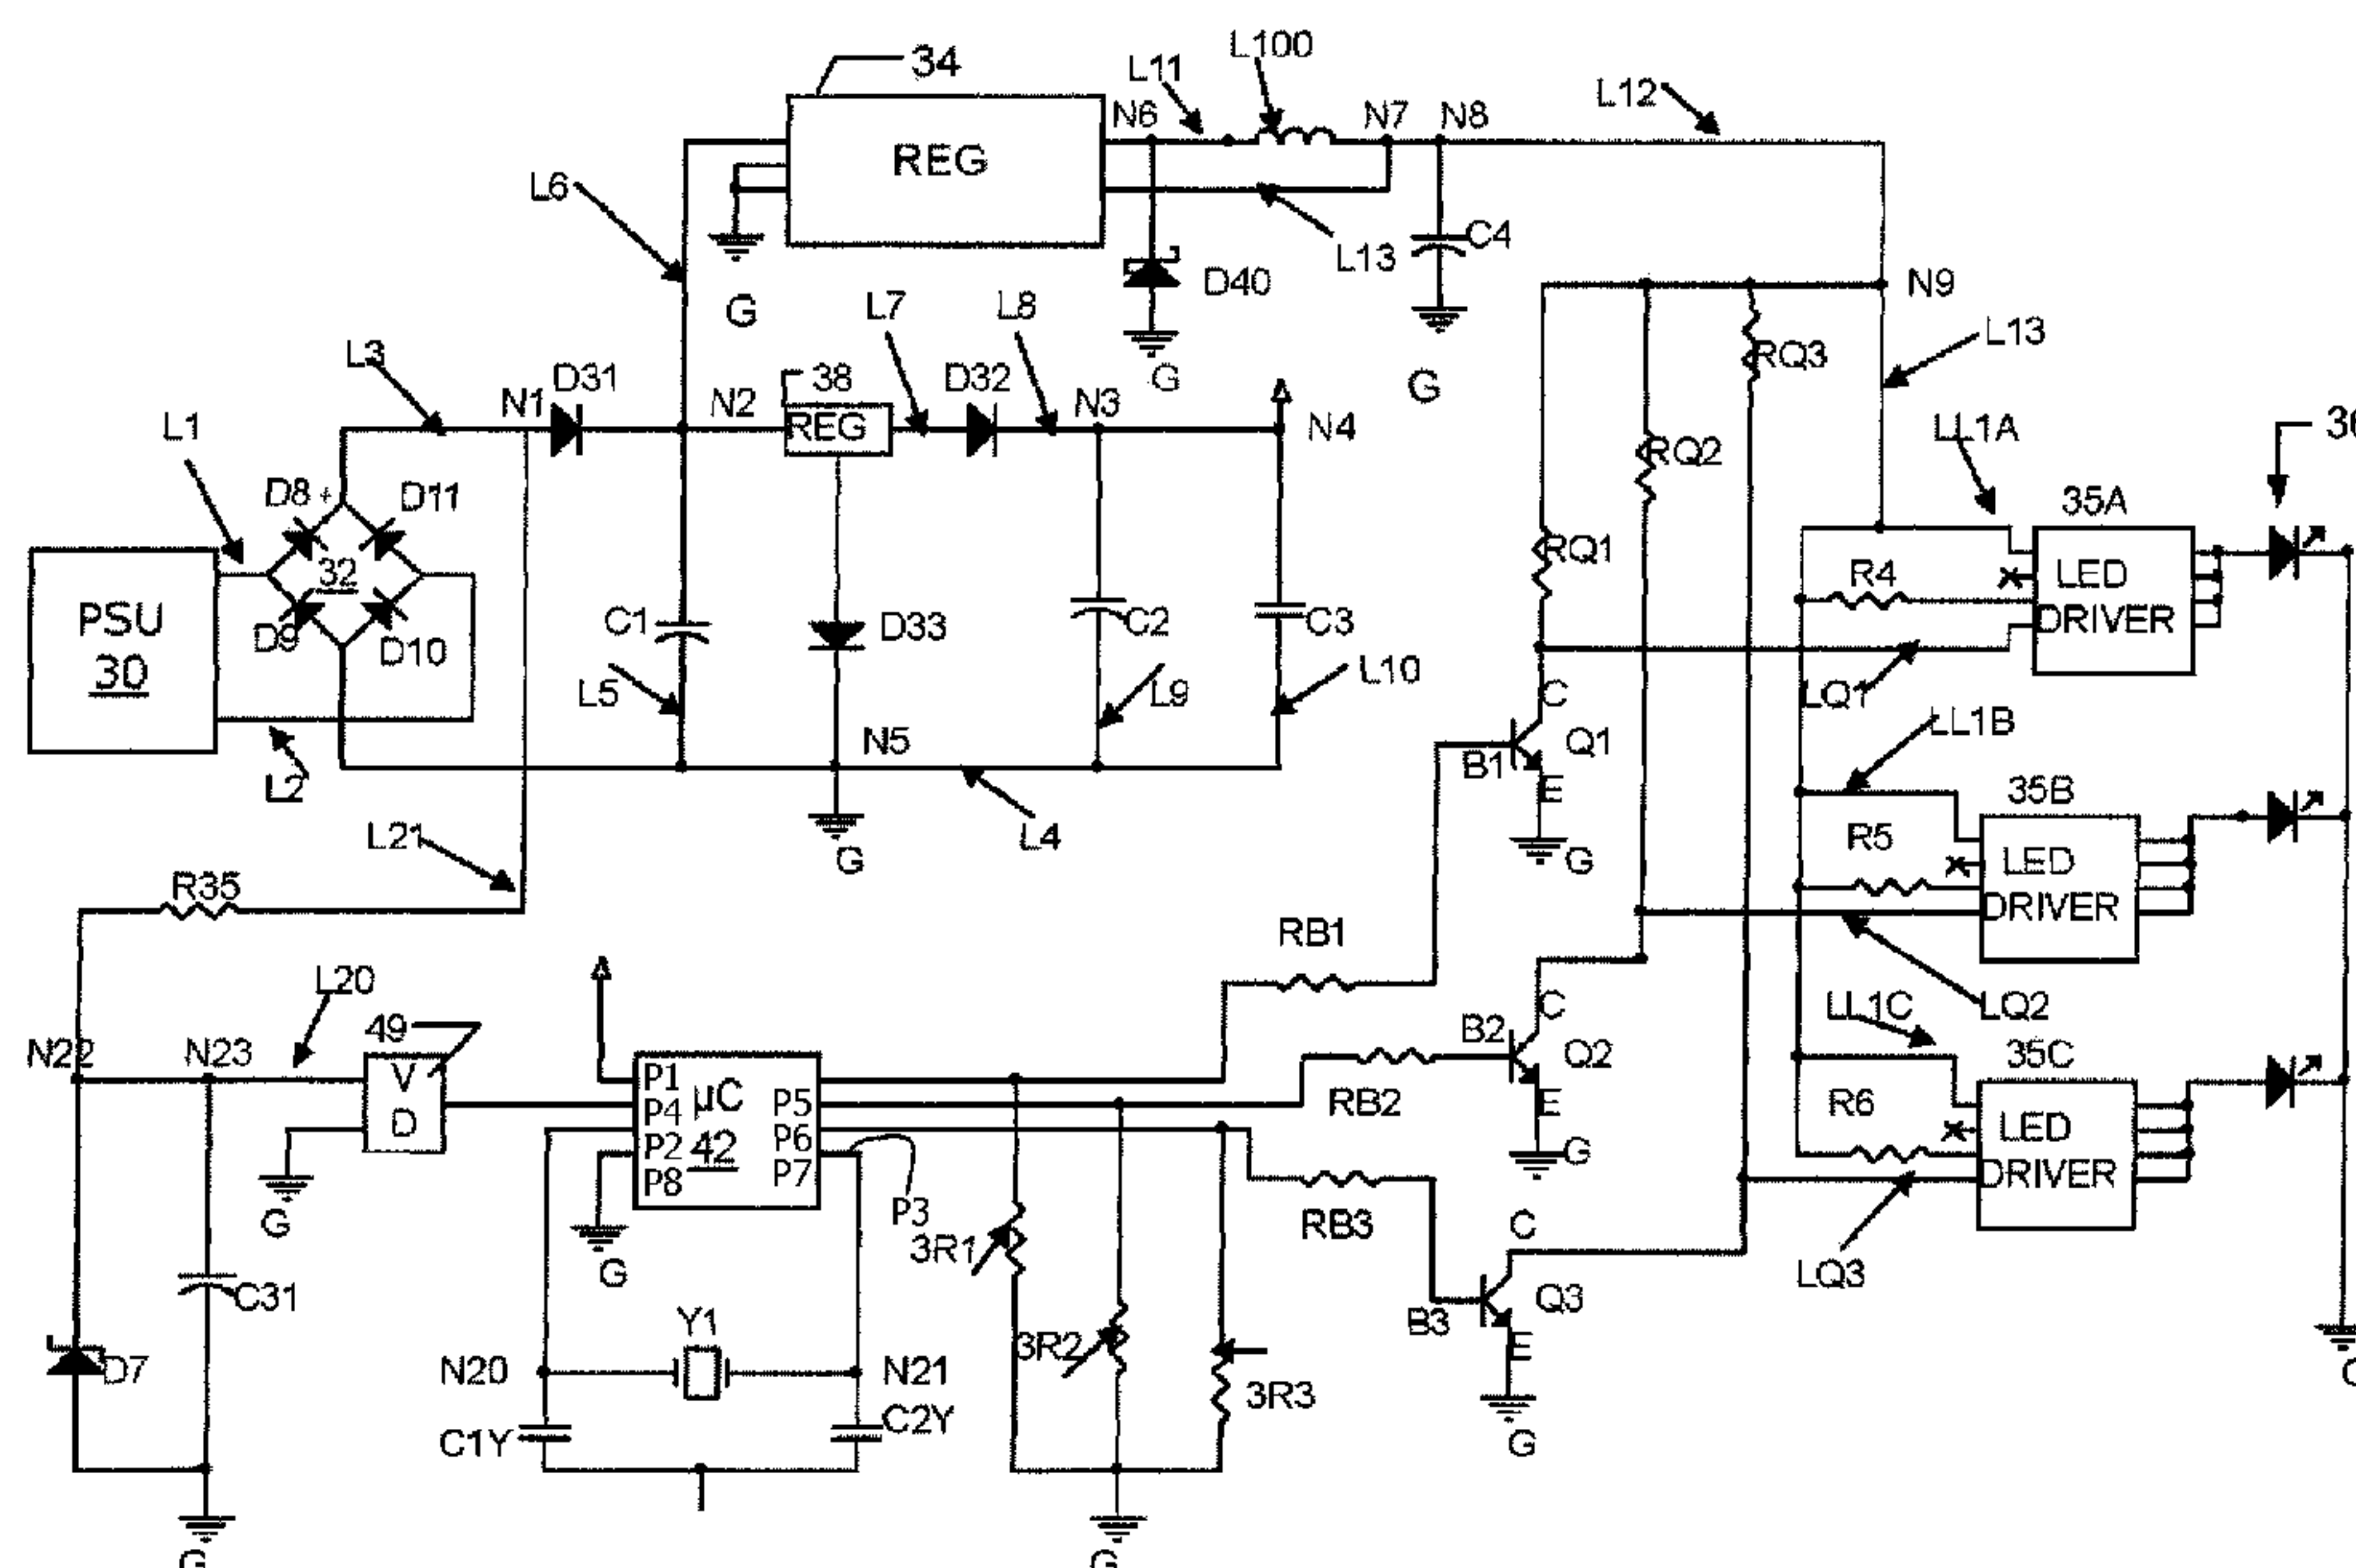 34
L11
L100
N6
N7
N8
L12
REG
L6
L13
C4
D40
G
G
G
N9
L13
RQ3
L3
D31
L7
L8
N1
N2
38
REG
D32
N3
N4
RQ2
L1
D8
+
D11
32
D9
D10
PSU
30
L2
C1
L5
D33
C2
L9
C3
L10
N5
G
L4
RQ1
LL1A
35A
R4
LED
DRIVER
LQ1
C
Q1
B1
E
G
LL1B
35B
R5
LED
DRIVER
LQ2
L21
R35
RB1
L20
49
N22
N23
V
D
G
P1
P4
P2
P8
µC
42
P5
P6
P7
P3
G
B2
C
Q2
E
G
RB2
RB3
LL1C
35C
R6
LED
DRIVER
LQ3
3R1
3R2
3R3
C
Q3
B3
E
G
C31
D7
Y1
N20
N21
C1Y
C2Y
G
G